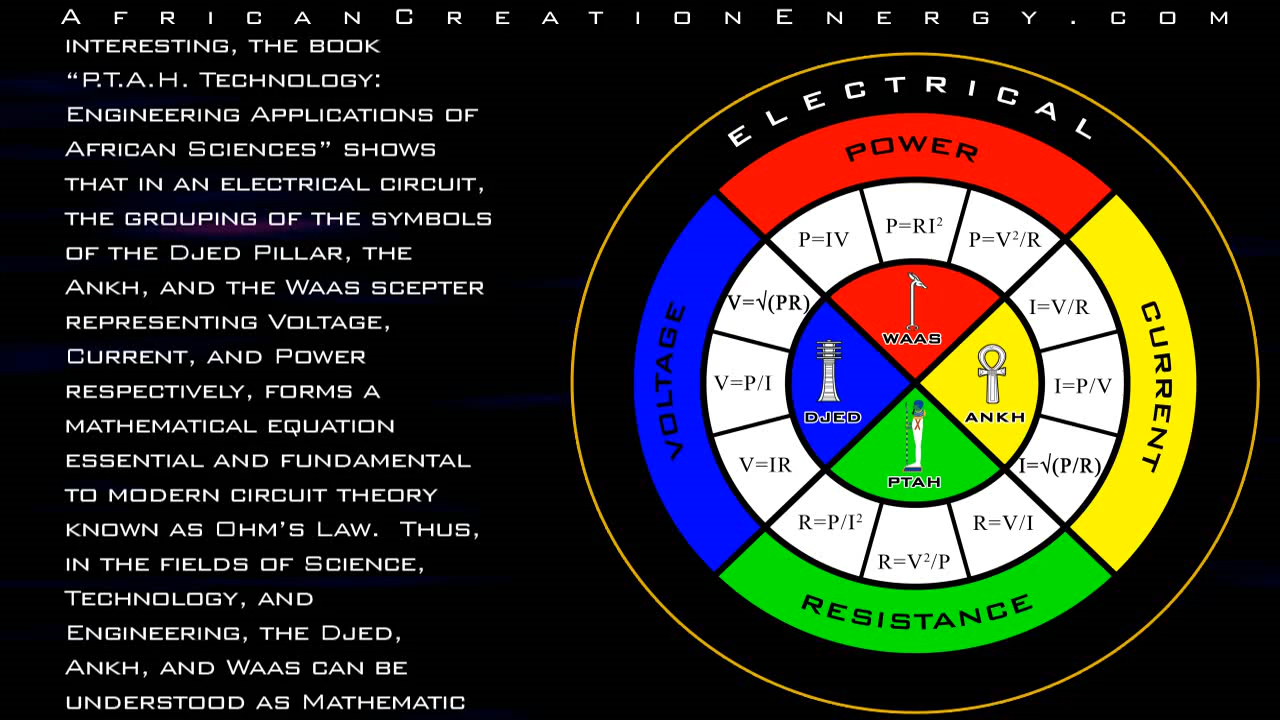 AfricanCreationEnergy.com
interesting, the book
“P.T.A.H. Technology:
Engineering Applications of
African Sciences” shows
that in an electrical circuit,
the grouping of the symbols
of the Djed Pillar, the
Ankh, and the Waas scepter
representing Voltage,
Current, and Power
respectively, forms a
mathematical equation
essential and fundamental
to modern circuit theory
known as Ohm’s Law. Thus,
in the fields of Science,
Technology, and
Engineering, the Djed,
Ankh, and Waas can be
understood as Mathematic
ELECTRICAL
POWER
P=IV
P=RI²
P=V²/R
VOLTAGE
V=√(PR)
V=P/I
V=IR
CURRENT
I=V/R
I=P/V
I=√(P/R)
WAAS
DJED
ANKH
PTAH
R=P/I²
R=V²/P
R=V/I
RESISTANCE